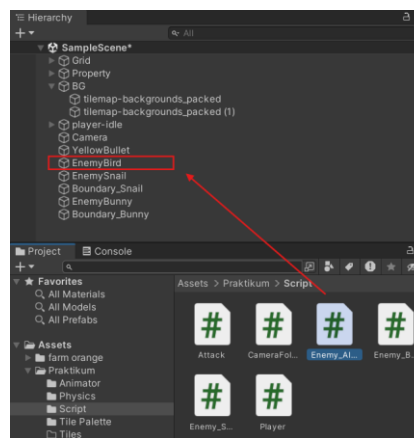 Hierarchy
All
SampleScene*
Grid
Property
BG
tilemap-backgrounds_packed
tilemap-backgrounds_packed (1)
player-idle
Camera
YellowBullet
EnemyBird
EnemySnail
Boundary_Snail
EnemyBunny
Boundary_Bunny
Project Console
Favorites
All Materials
All Models
All Prefabs
Assets
farm orange
Praktikum
Animator
Physics
Script
Tile Palette
Tiles
Assets > Praktikum > Script
# # # #
Attack CameraFol... Enemy_AI... Enemy_B...
# #
Enemy_S... Player